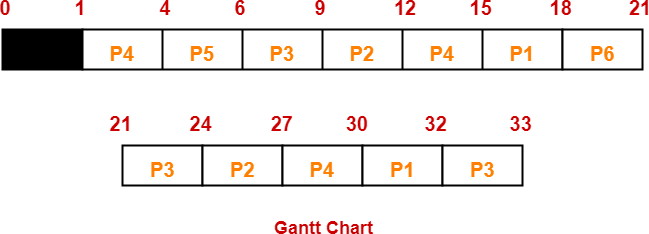 0 1 4 6 9 12 15 18 21
P4 P5 P3 P2 P4 P1 P6
21 24 27 30 32 33
P3 P2 P4 P1 P3
Gantt Chart